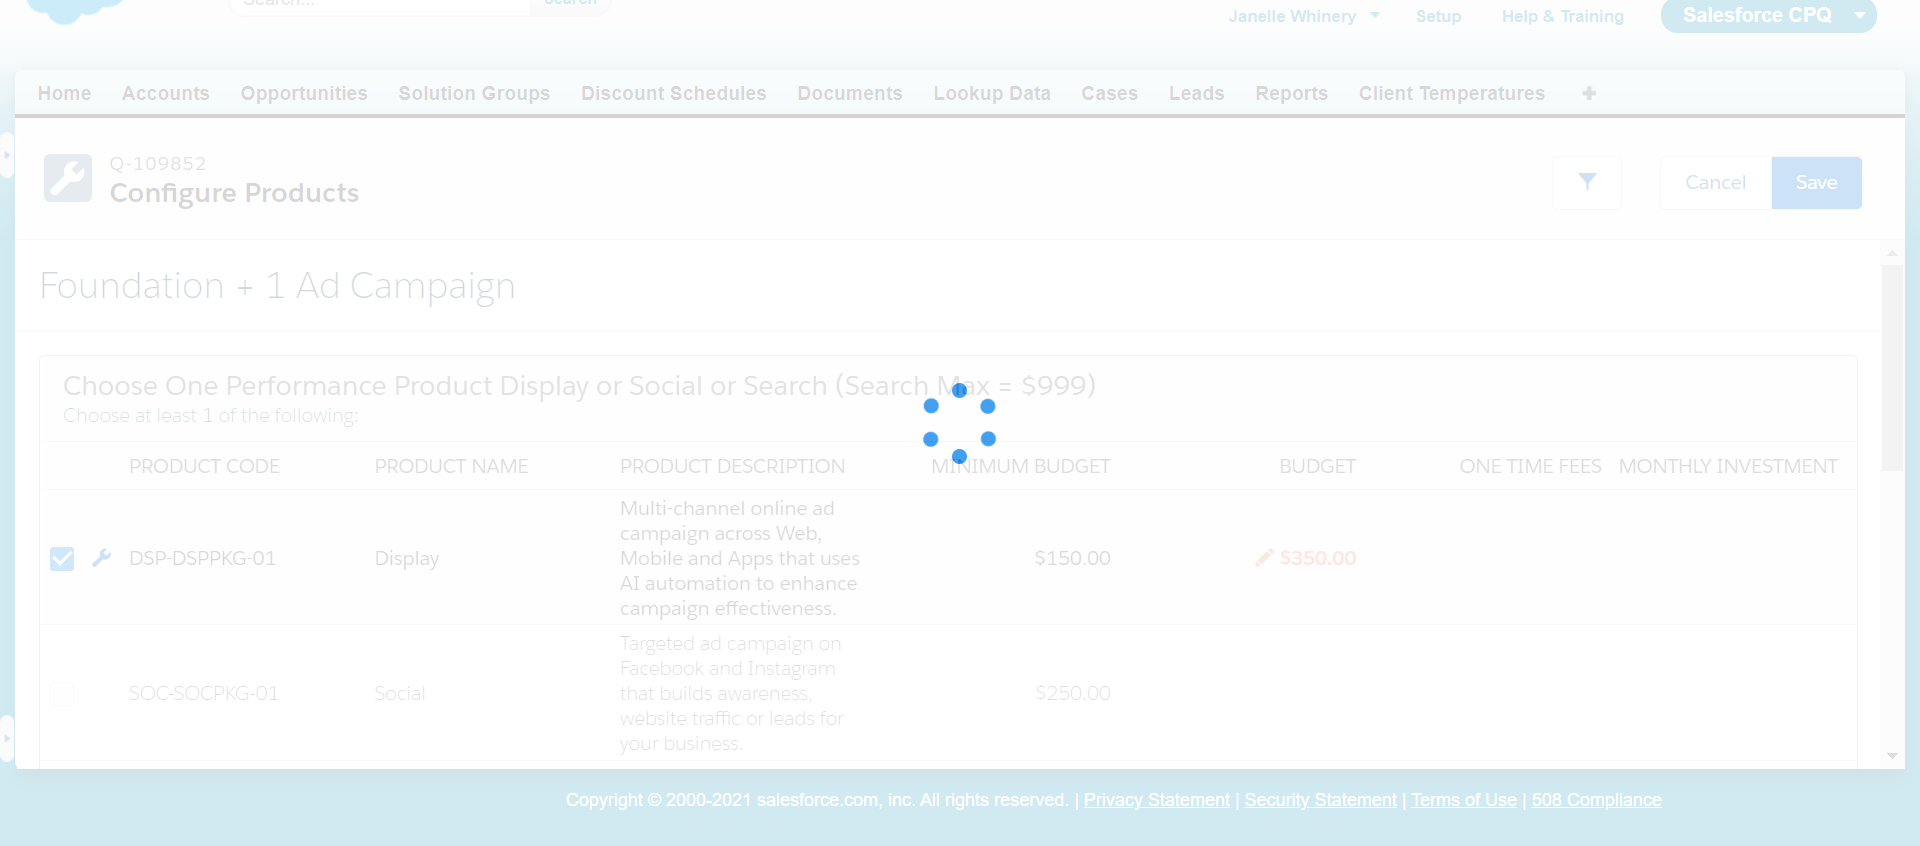 Search...
Search
Janelle Whinery
Setup
Help & Training
Salesforce CPQ
Home Accounts Opportunities Solution Groups Discount Schedules Documents Lookup Data Cases Leads Reports Client Temperatures
Q-109852
Configure Products
Cancel
Save
Foundation + 1 Ad Campaign
Choose One Performance Product Display or Social or Search (Search Max = $999)
Choose at least 1 of the following:
PRODUCT CODE PRODUCT NAME PRODUCT DESCRIPTION MINIMUM BUDGET BUDGET ONE TIME FEES MONTHLY INVESTMENT
DSP-DSPPKG-01
Display
Multi-channel online ad
campaign across Web,
Mobile and Apps that uses
AI automation to enhance
campaign effectiveness.
$150.00
$350.00
SOC-SOCPKG-01
Social
Targeted ad campaign on
Facebook and Instagram
that builds awareness,
website traffic or leads for
your business.
$250.00
Copyright © 2000-2021 salesforce.com, inc. All rights reserved. | Privacy Statement | Security Statement | Terms of Use | 508 Compliance